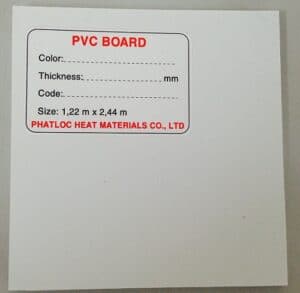 PVC BOARD
Color:
Thickness: mm
Code:
Size: 1,22 m x 2,44 m
PHATLOC HEAT MATERIALS CO., LTD